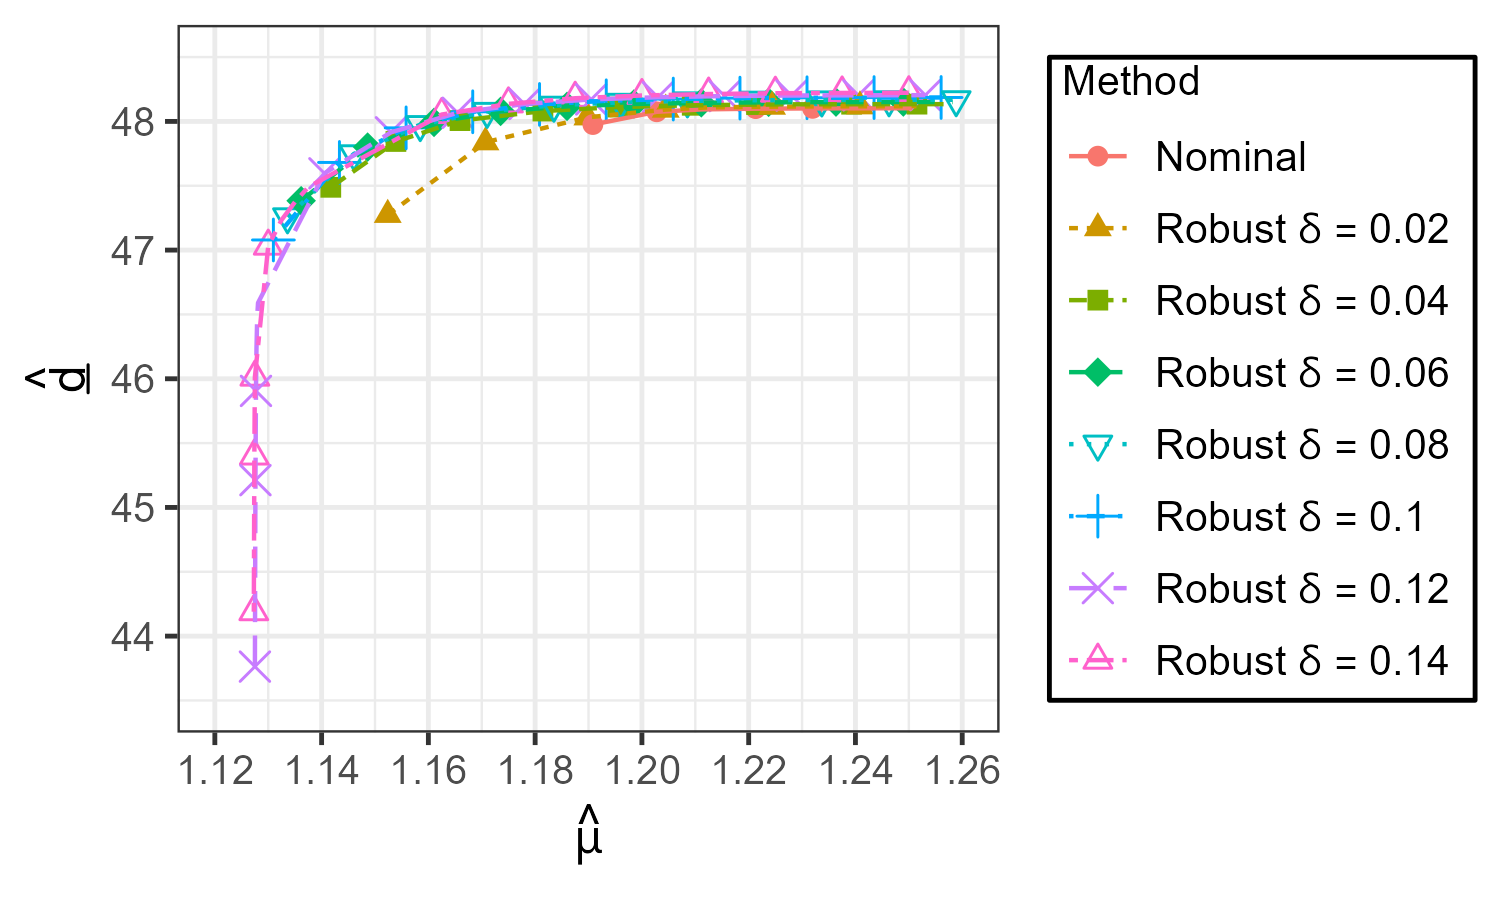 48
47
46
45
44
d̲̂
1.12 1.14 1.16 1.18 1.20 1.22 1.24 1.26
μ̂
Method
Nominal
Robust δ = 0.02
Robust δ = 0.04
Robust δ = 0.06
Robust δ = 0.08
Robust δ = 0.1
Robust δ = 0.12
Robust δ = 0.14